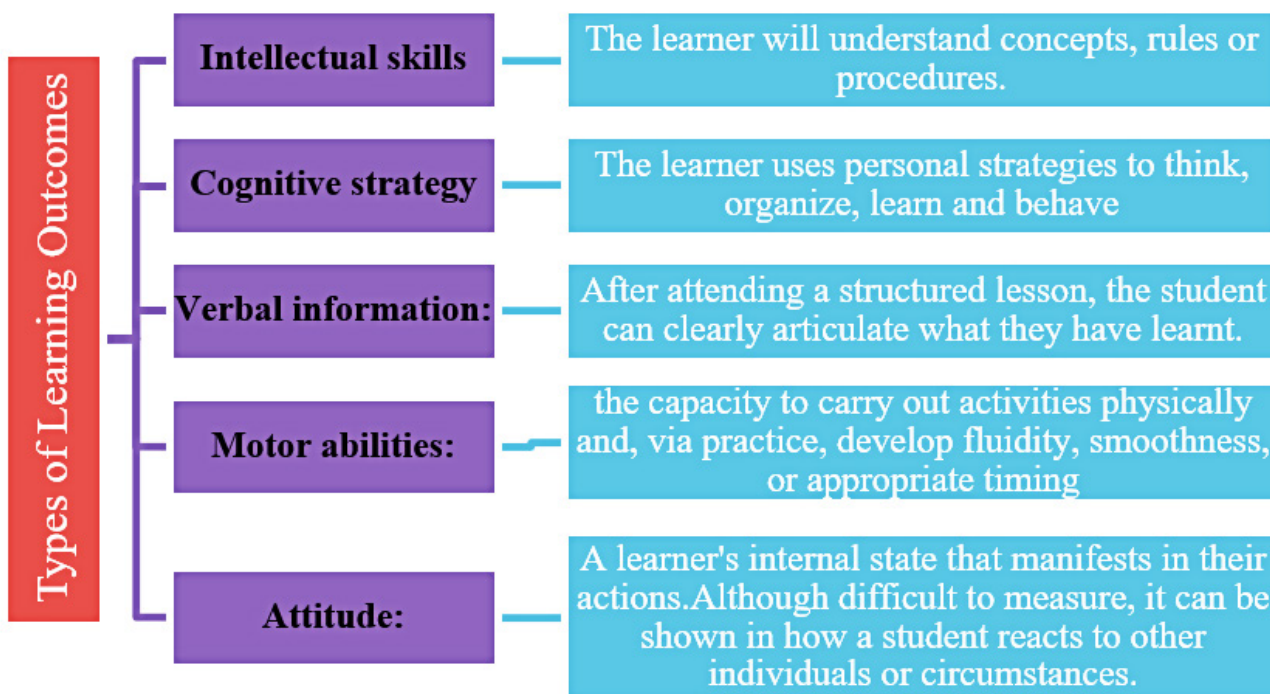 Types of Learning Outcomes
Intellectual skills
The learner will understand concepts, rules or
procedures.
Cognitive strategy
The learner uses personal strategies to think,
organize, learn and behave
Verbal information:
After attending a structured lesson, the student
can clearly articulate what they have learnt.
Motor abilities:
the capacity to carry out activities physically
and, via practice, develop fluidity, smoothness,
or appropriate timing
Attitude:
A learner's internal state that manifests in their
actions.Although difficult to measure, it can be
shown in how a student reacts to other
individuals or circumstances.